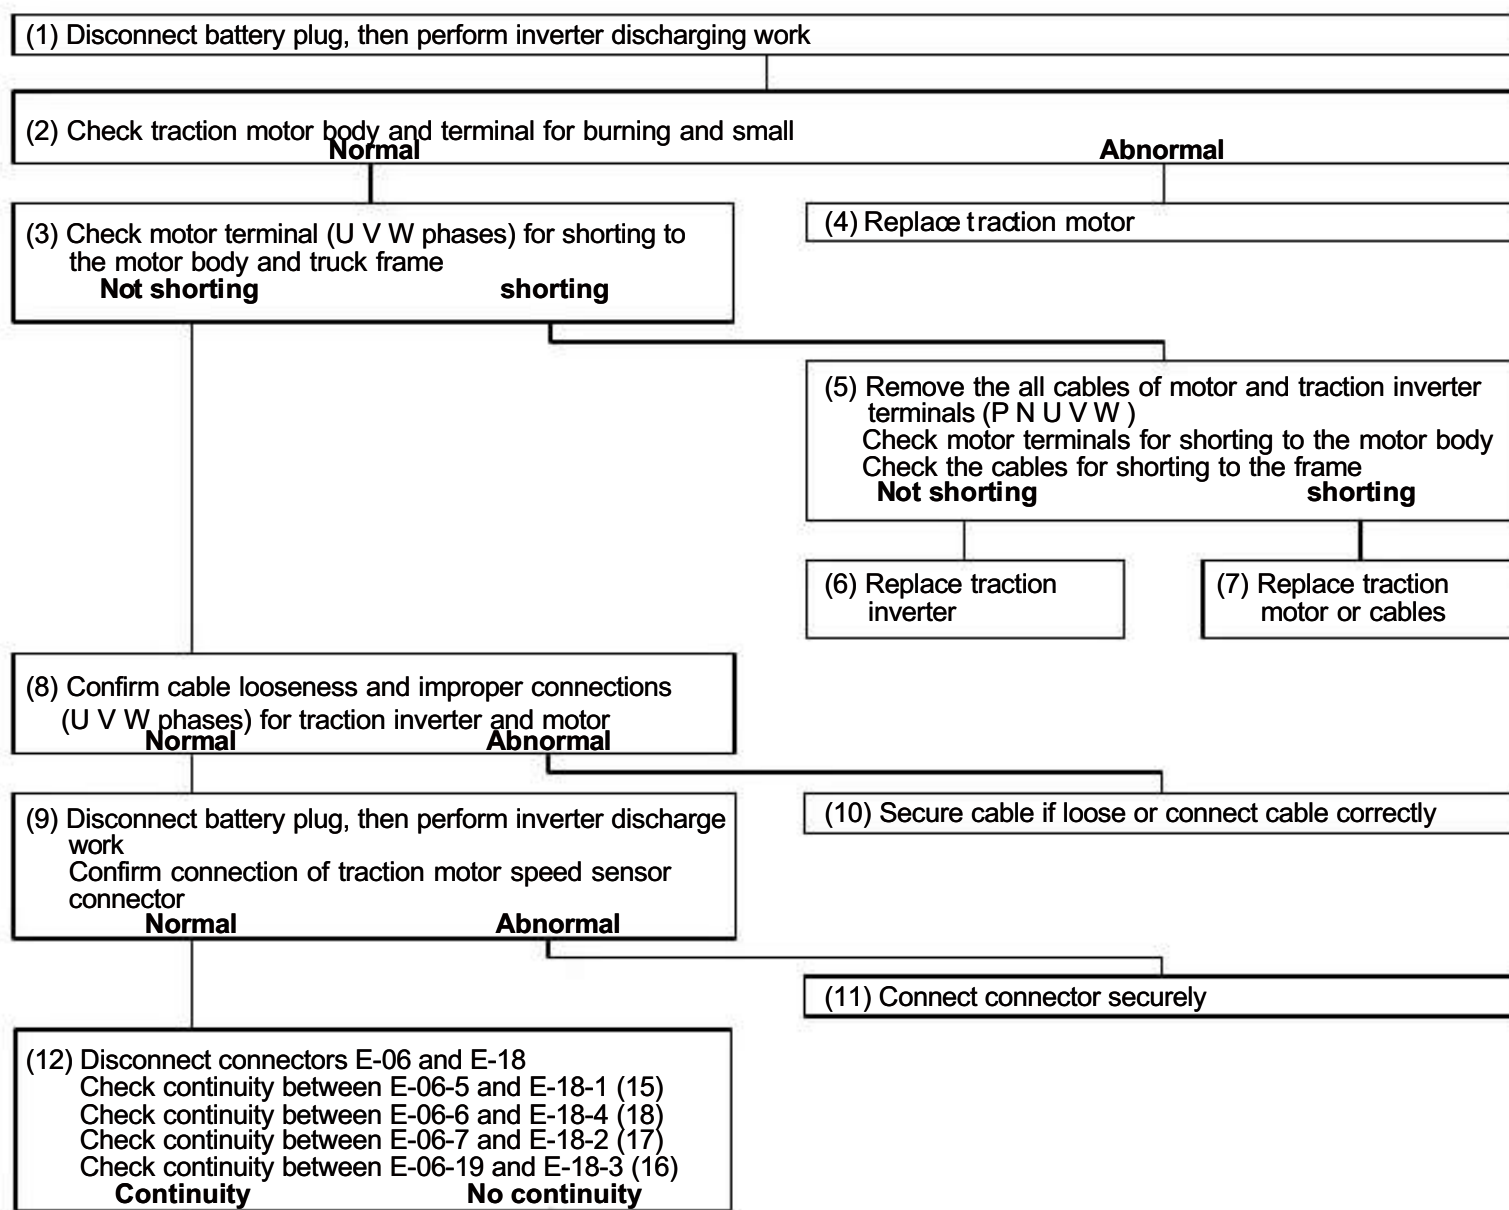 (1) Disconnect battery plug, then perform inverter discharging work
(2) Check traction motor body and terminal for burning and small
Normal
Abnormal
(3) Check motor terminal (U V W phases) for shorting to
the motor body and truck frame
Not shorting
shorting
(4) Replace traction motor
(5) Remove the all cables of motor and traction inverter
terminals (P N U V W )
Check motor terminals for shorting to the motor body
Check the cables for shorting to the frame
Not shorting
shorting
(6) Replace traction
inverter
(7) Replace traction
motor or cables
(8) Confirm cable looseness and improper connections
(U V W phases) for traction inverter and motor
Normal
Abnormal
(9) Disconnect battery plug, then perform inverter discharge
work
Confirm connection of traction motor speed sensor
connector
Normal
Abnormal
(10) Secure cable if loose or connect cable correctly
(11) Connect connector securely
(12) Disconnect connectors E-06 and E-18
Check continuity between E-06-5 and E-18-1 (15)
Check continuity between E-06-6 and E-18-4 (18)
Check continuity between E-06-7 and E-18-2 (17)
Check continuity between E-06-19 and E-18-3 (16)
Continuity
No continuity